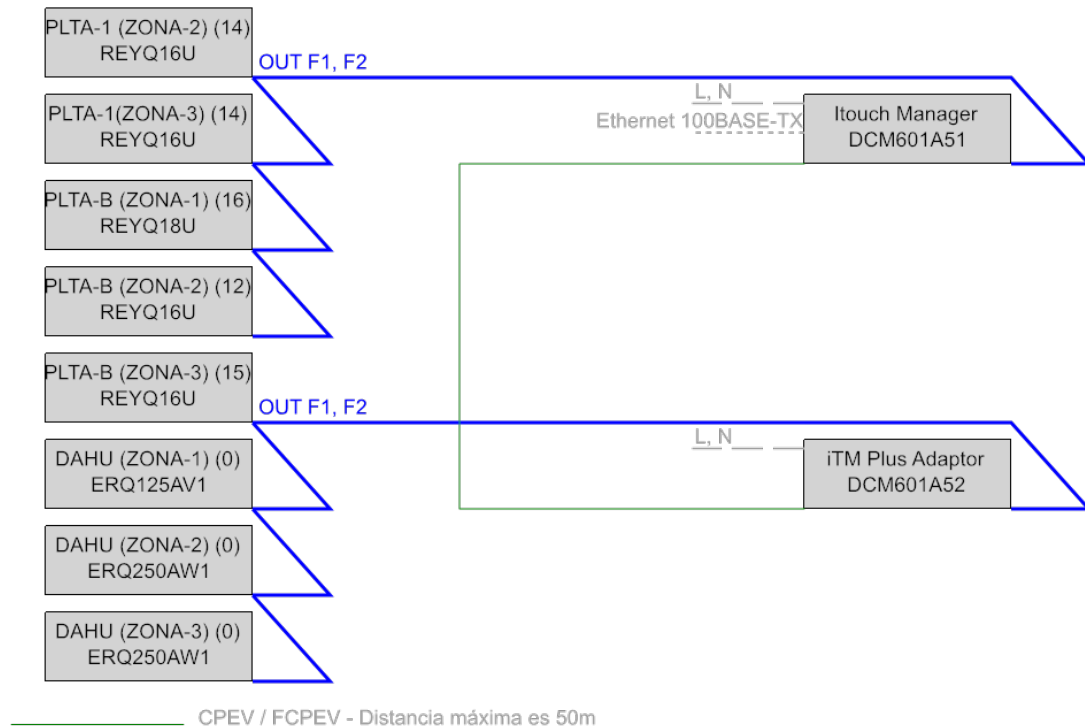 PLTA-1 (ZONA-2) (14)
REYQ16U
OUT F1, F2
PLTA-1(ZONA-3) (14)
REYQ16U
L, N
Ethernet 100BASE-TX
Itouch Manager
DCM601A51
PLTA-B (ZONA-1) (16)
REYQ18U
PLTA-B (ZONA-2) (12)
REYQ16U
PLTA-B (ZONA-3) (15)
REYQ16U
OUT F1, F2
L, N
iTM Plus Adaptor
DCM601A52
DAHU (ZONA-1) (0)
ERQ125AV1
DAHU (ZONA-2) (0)
ERQ250AW1
DAHU (ZONA-3) (0)
ERQ250AW1
CPEV / FCPEV - Distancia máxima es 50m